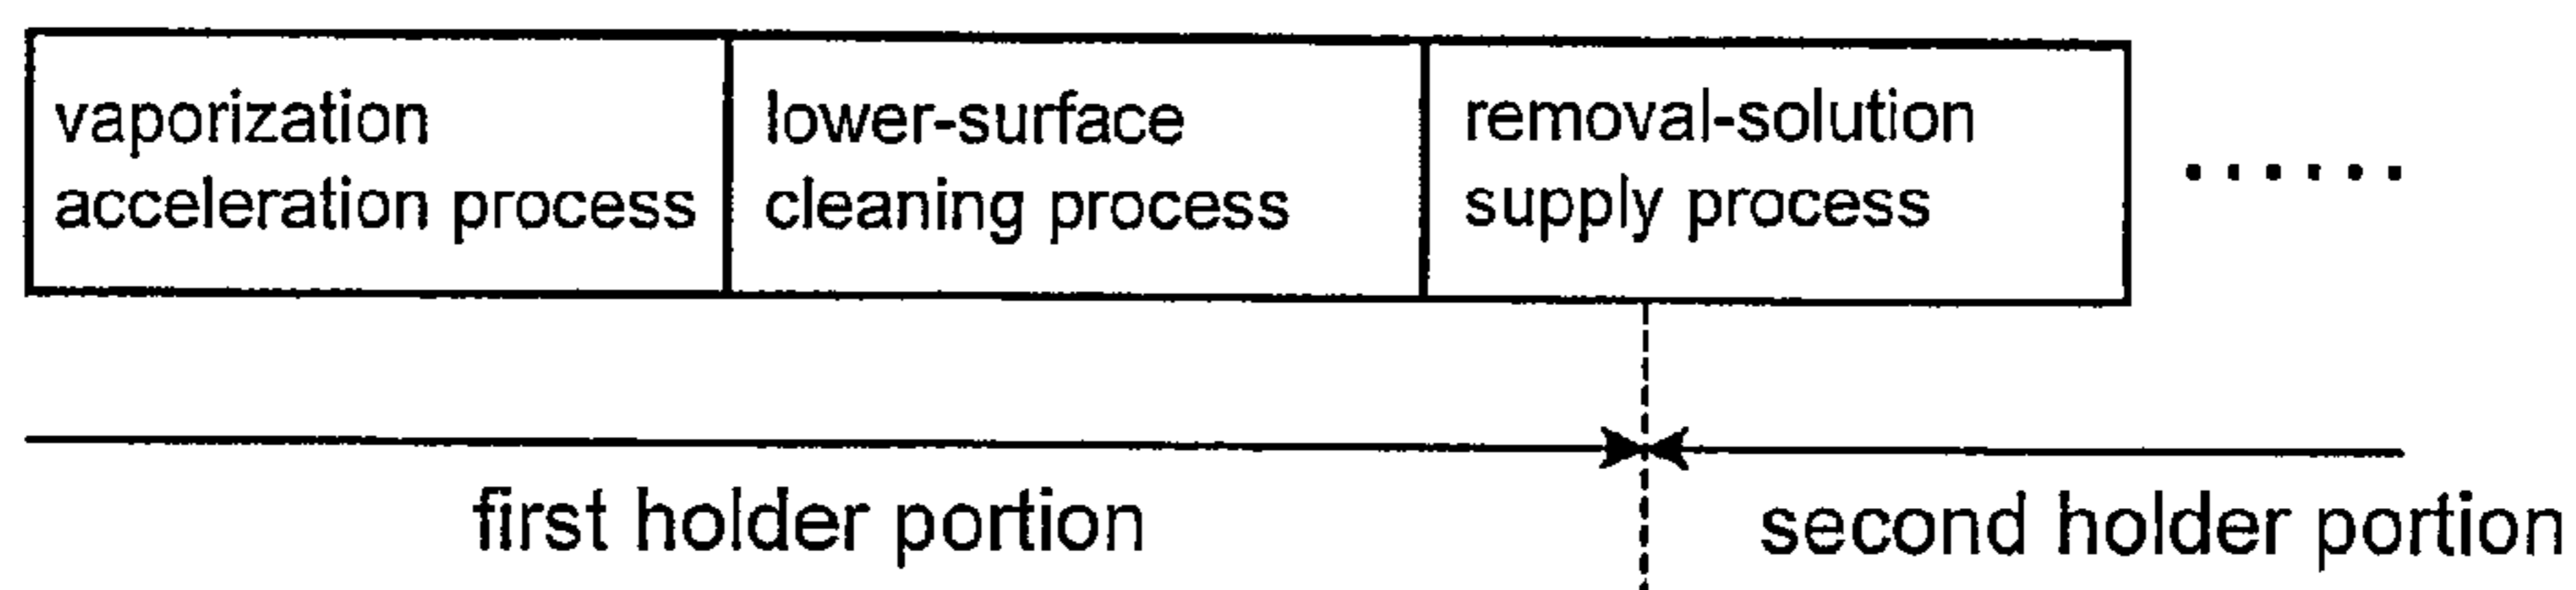 vaporization
acceleration process
lower-surface
cleaning process
removal-solution
supply process
......
first holder portion
second holder portion